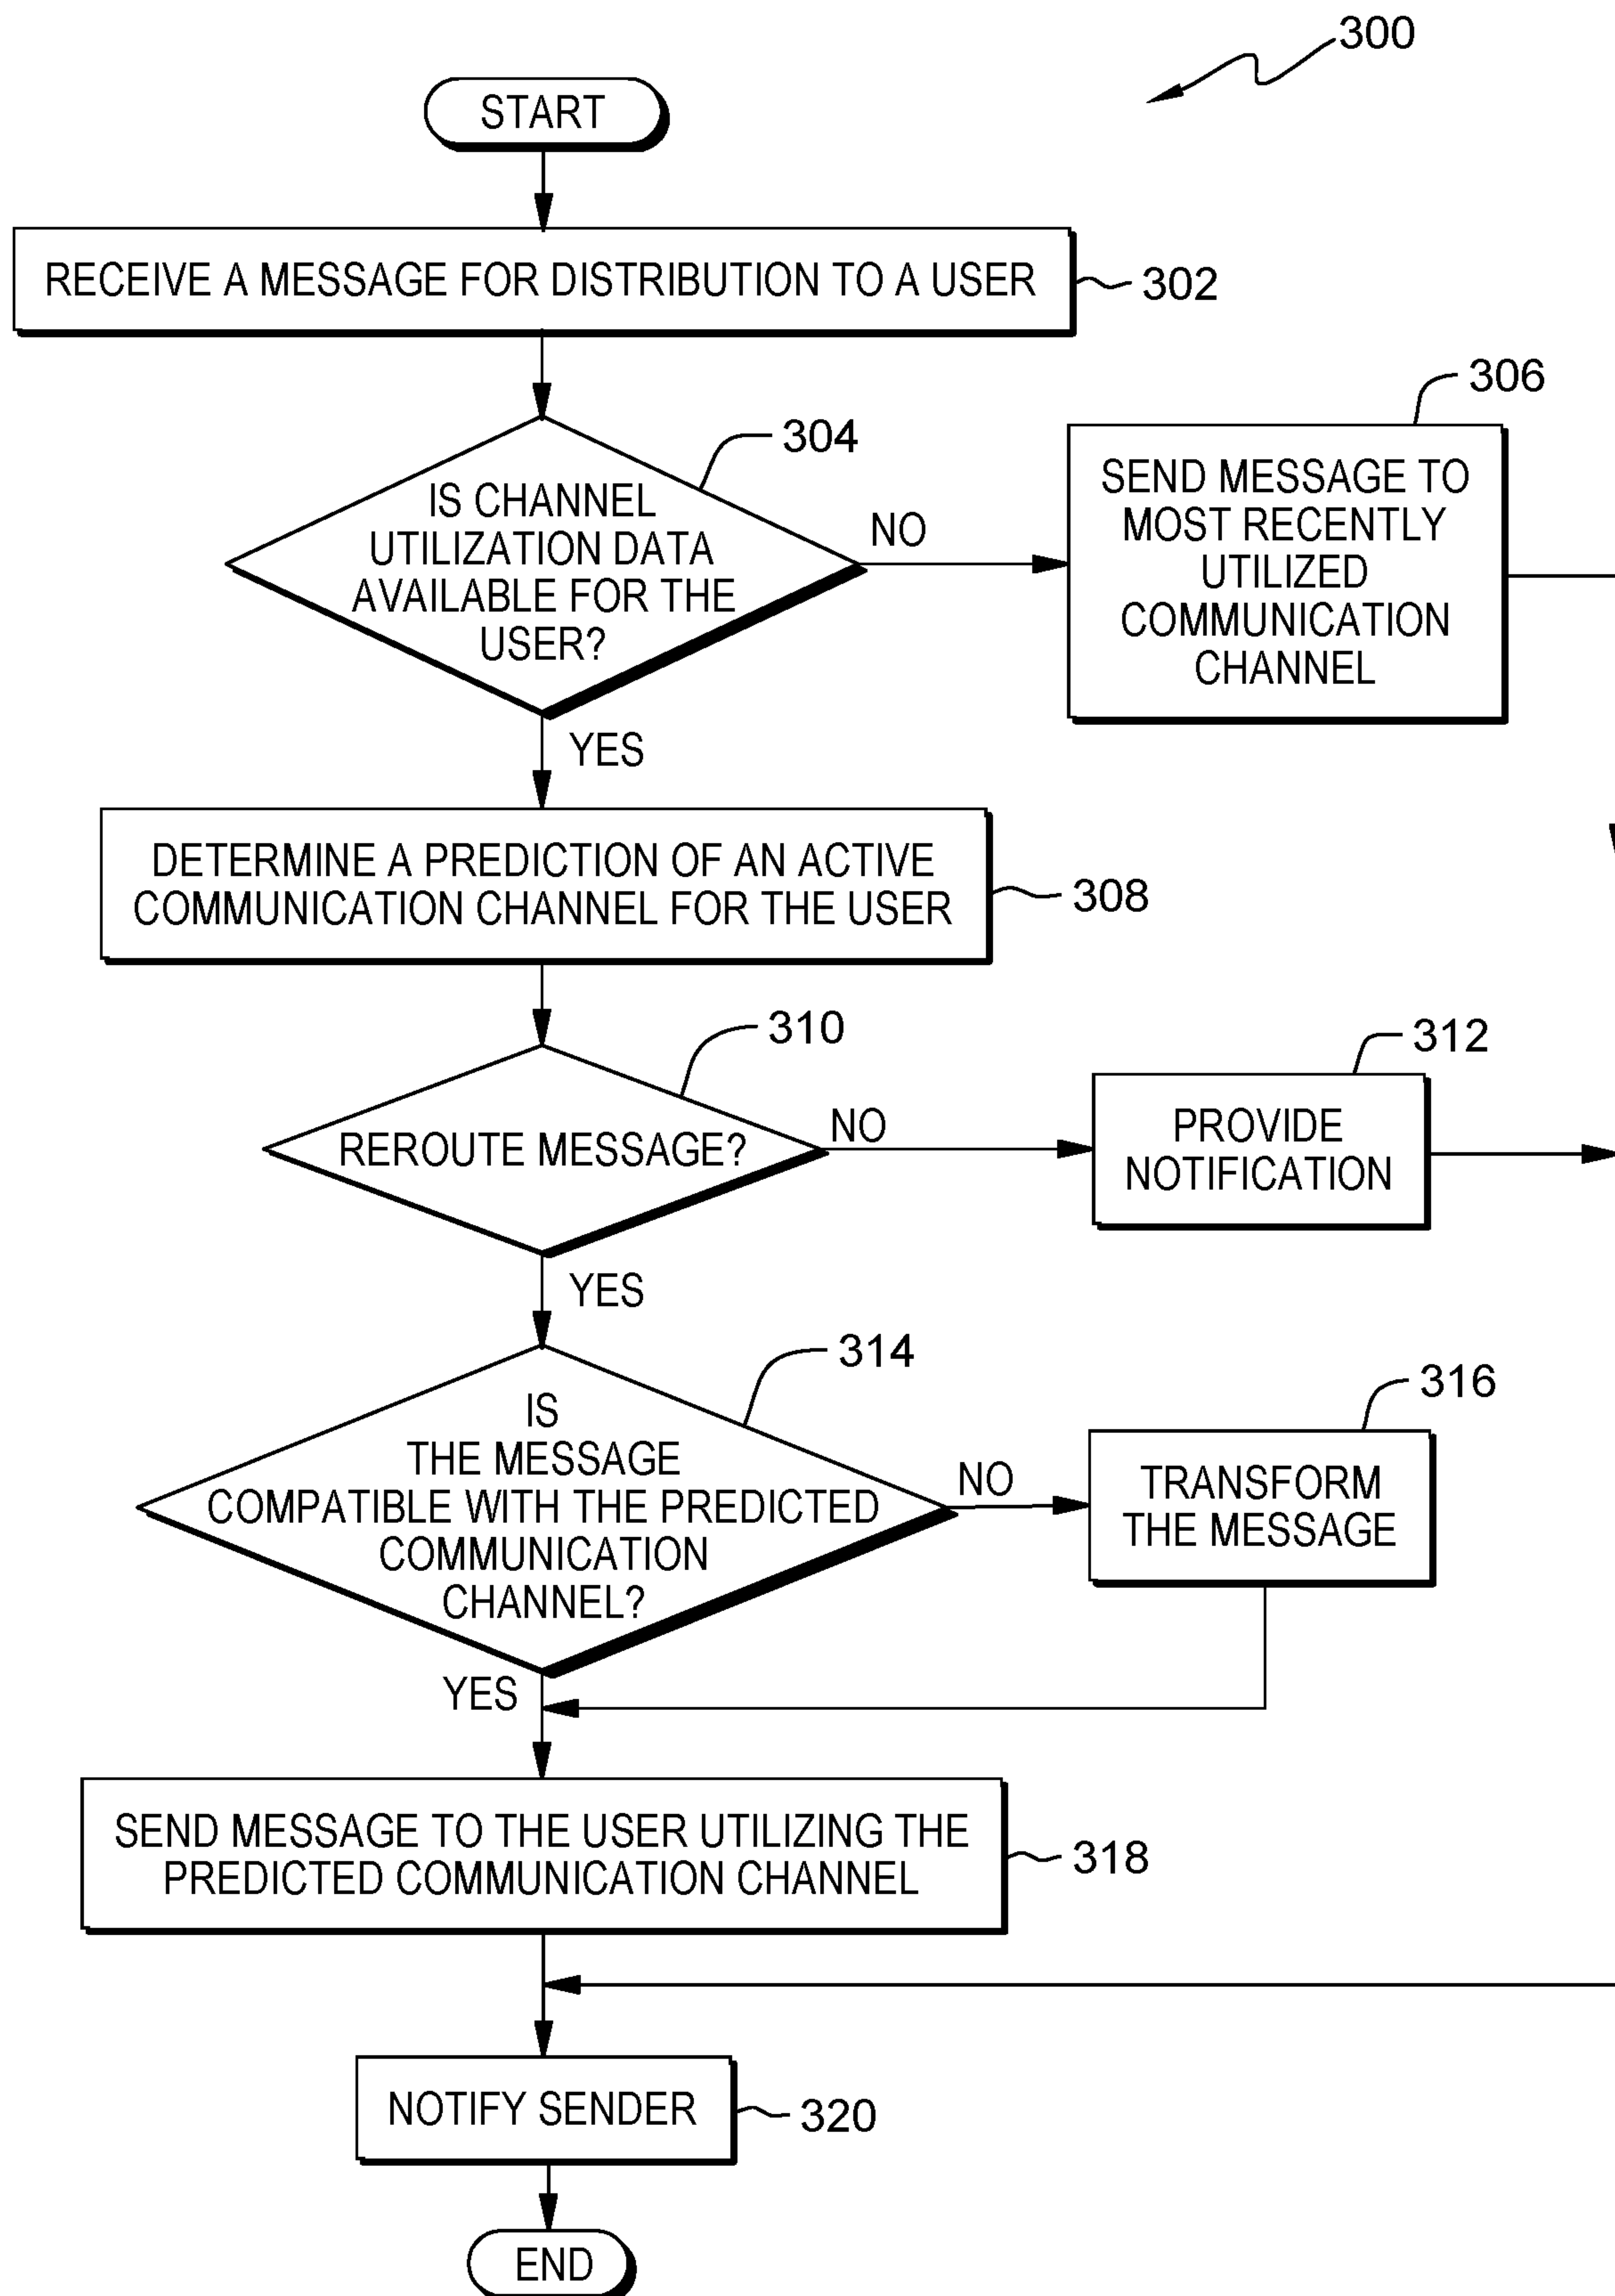 300
START
RECEIVE A MESSAGE FOR DISTRIBUTION TO A USER
302
304
IS CHANNEL
UTILIZATION DATA
AVAILABLE FOR THE
USER?
NO
306
SEND MESSAGE TO
MOST RECENTLY
UTILIZED
COMMUNICATION
CHANNEL
YES
DETERMINE A PREDICTION OF AN ACTIVE
COMMUNICATION CHANNEL FOR THE USER
308
310
REROUTE MESSAGE?
NO
312
PROVIDE
NOTIFICATION
YES
314
IS
THE MESSAGE
COMPATIBLE WITH THE PREDICTED
COMMUNICATION
CHANNEL?
NO
316
TRANSFORM
THE MESSAGE
YES
SEND MESSAGE TO THE USER UTILIZING THE
PREDICTED COMMUNICATION CHANNEL
318
NOTIFY SENDER
320
END